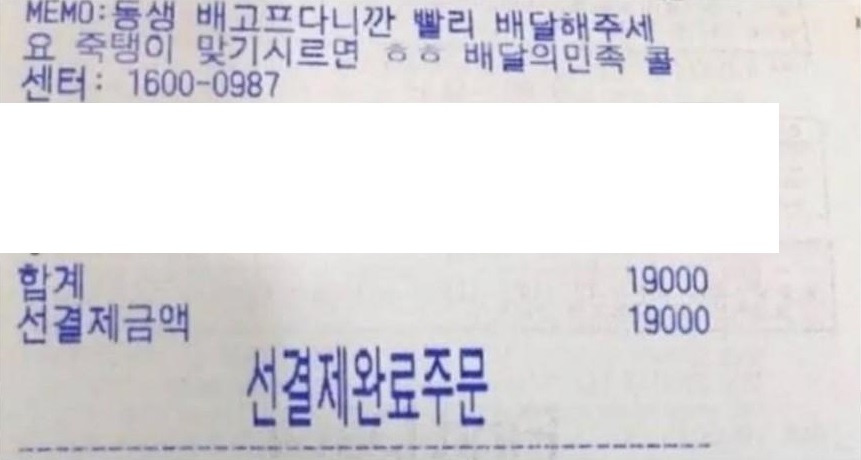 MEMO:동생 배고프다니깐 빨리 배달해주세
요 죽탱이 맞기시르면 ㅎㅎ 배달의민족 콜
센터: 1600-0987
합계 19000
선결제금액 19000
선결제완료주문